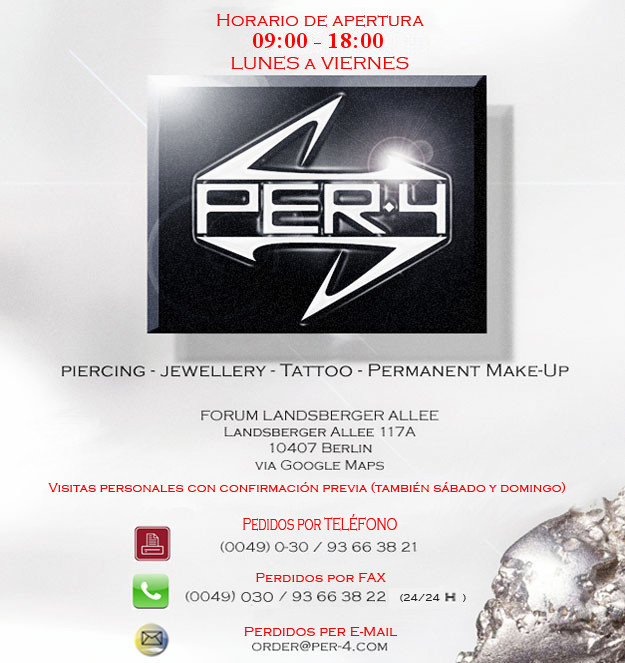 Horario de apertura
09:00 - 18:00
LUNES a VIERNES
PER·4
piercing - jewellery - Tattoo - Permanent Make-Up
FORUM LANDSBERGER ALLEE
Landsberger Allee 117A
10407 Berlin
via Google Maps
Visitas personales con confirmación previa (también sábado y domingo)
Pedidos por TELÉFONO
(0049) 0-30 / 93 66 38 21
Perdidos por FAX
(0049) 030 / 93 66 38 22 (24/24 H )
Perdidos per E-Mail
order@per-4.com